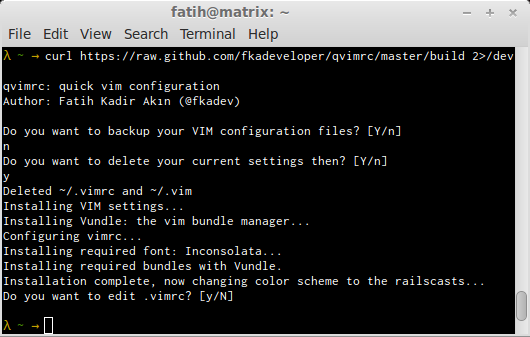 fatih@matrix: ~
File Edit View Search Terminal Help
λ ~ → curl https://raw.github.com/fkadeveloper/qvimrc/master/build 2>/dev
qvimrc: quick vim configuration
Author: Fatih Kadir Akın (@fkadev)
Do you want to backup your VIM configuration files? [Y/n]
n
Do you want to delete your current settings then? [Y/n]
y
Deleted ~/.vimrc and ~/.vim
Installing VIM settings...
Installing Vundle: the vim bundle manager...
Configuring vimrc...
Installing required font: Inconsolata...
Installing required bundles with Vundle.
Installation complete, now changing color scheme to the railscasts...
Do you want to edit .vimrc? [y/N]
λ ~ →